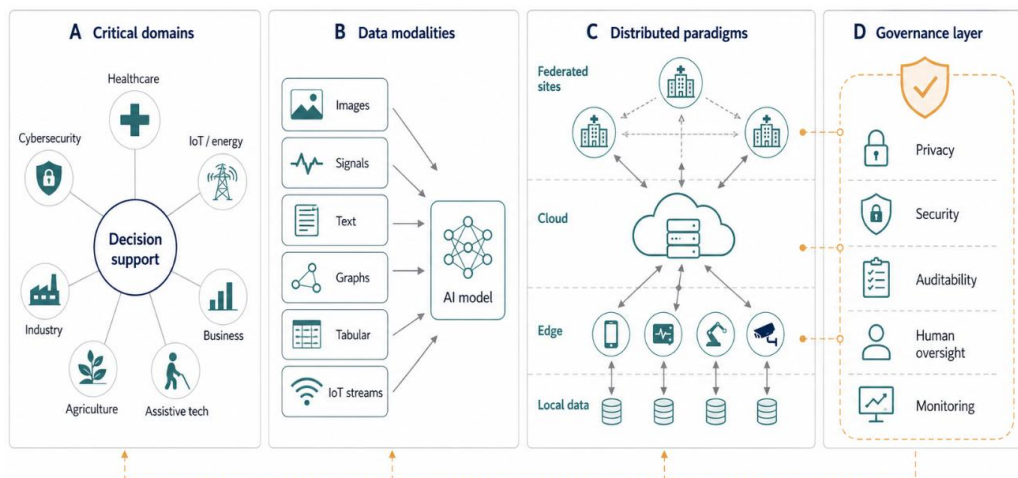 A Critical domains
Healthcare
Cybersecurity
IoT / energy
Decision
support
Industry
Business
Agriculture
Assistive tech
B Data modalities
Images
Signals
Text
Graphs
Tabular
IoT streams
AI model
C Distributed paradigms
Federated
sites
Cloud
Edge
Local data
D Governance layer
Privacy
Security
Auditability
Human
oversight
Monitoring